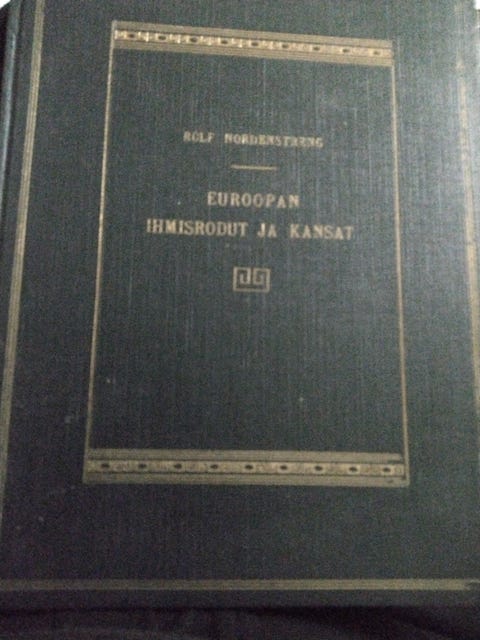 ROLF NORDENSTRENG
EUROOPAN
IHMISRODUT JA KANSAT